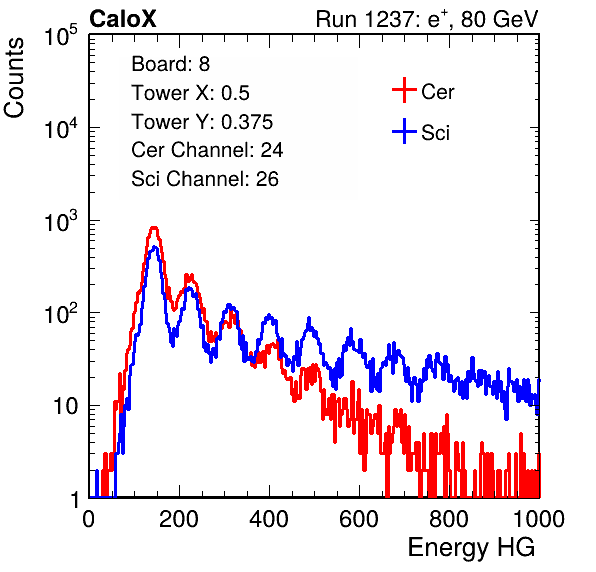 CaloX Run 1237: e⁺, 80 GeV
Counts
Board: 8
Tower X: 0.5
Tower Y: 0.375
Cer Channel: 24
Sci Channel: 26
Cer
Sci
10⁵
10⁴
10³
10²
10
1
0 200 400 600 800 1000
Energy HG